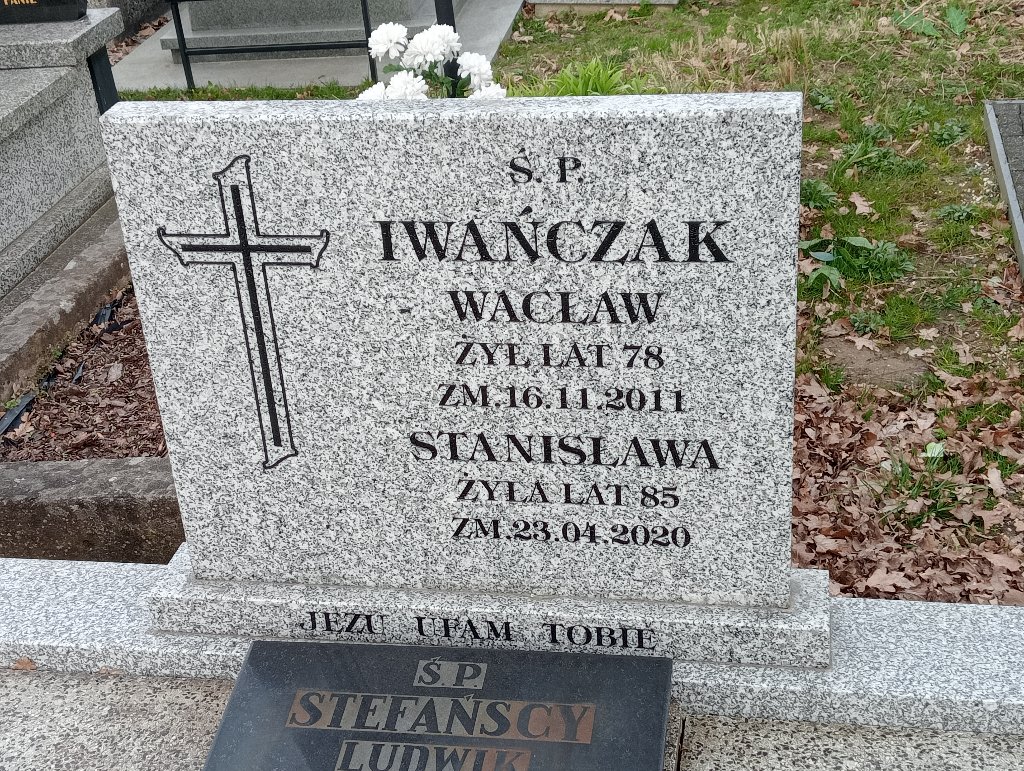 Ś. P.
IWAŃCZAK
WACŁAW
ŻYŁ LAT 78
ZM.16.11.2011
STANISŁAWA
ŻYŁA LAT 85
ZM.23.04.2020
JEZU UFAM TOBIE
Ś P.
STEFAŃSCY
LUDWIK